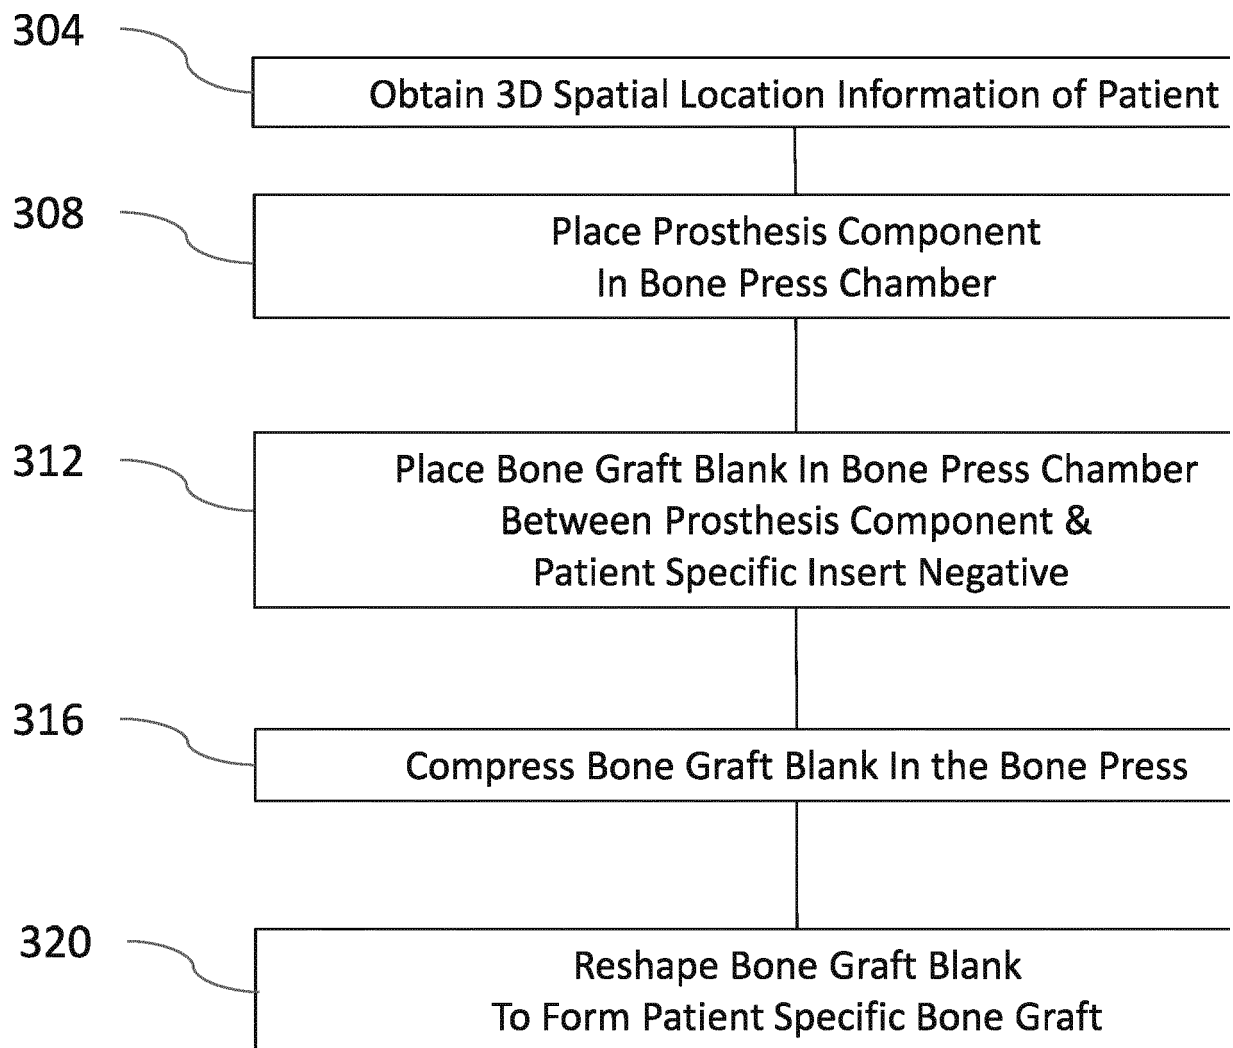 304
Obtain 3D Spatial Location Information of Patient
308
Place Prosthesis Component
In Bone Press Chamber
312
Place Bone Graft Blank In Bone Press Chamber
Between Prosthesis Component &
Patient Specific Insert Negative
316
Compress Bone Graft Blank In the Bone Press
320
Reshape Bone Graft Blank
To Form Patient Specific Bone Graft